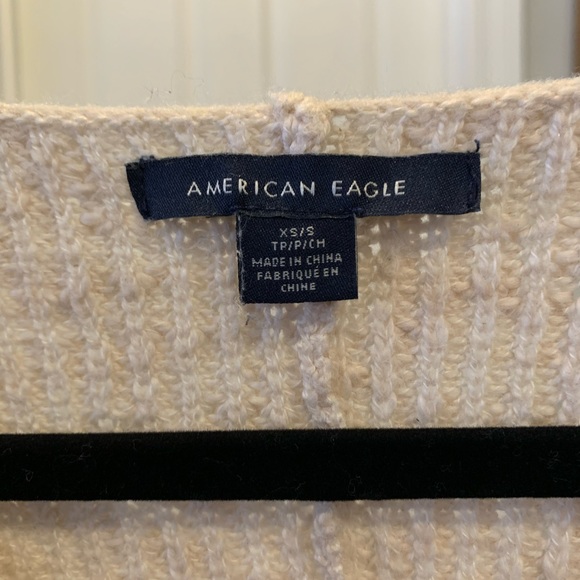 AMERICAN EAGLE
XS/S
TP/P/CH
MADE IN CHINA
FABRIQUÉ EN
CHINE